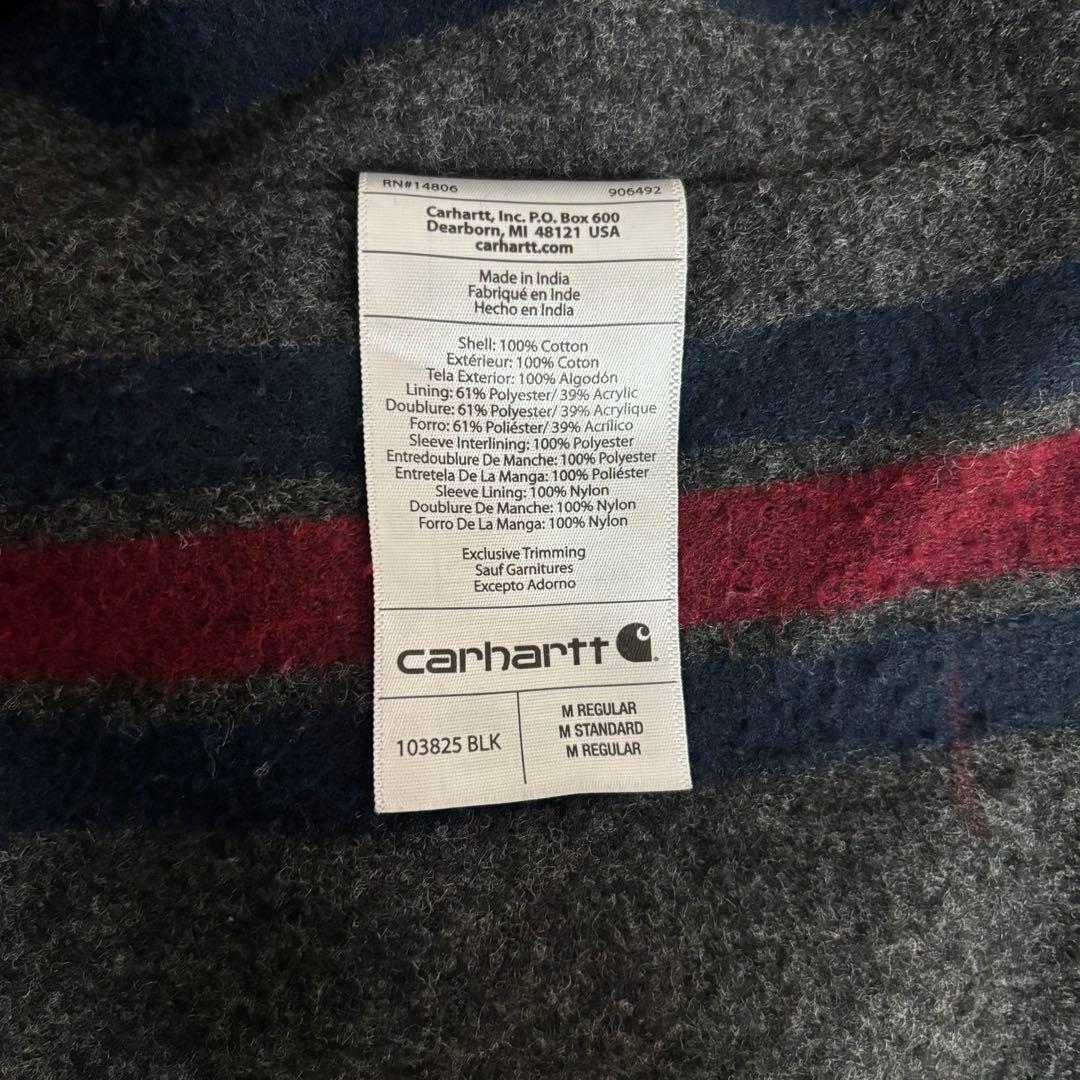 RN#14806 906492
Carhartt, Inc. P.O. Box 600
Dearborn, MI 48121 USA
carhartt.com
Made in India
Fabriqué en Inde
Hecho en India
Shell: 100% Cotton
Extérieur: 100% Coton
Tela Exterior: 100% Algodón
Lining: 61% Polyester/ 39% Acrylic
Doublure: 61% Polyester/ 39% Acrylique
Forro: 61% Poliéster/ 39% Acrílico
Sleeve Interlining: 100% Polyester
Entredoublure De Manche: 100% Polyester
Entretela De La Manga: 100% Poliéster
Sleeve Lining: 100% Nylon
Doublure De Manche: 100% Nylon
Forro De La Manga: 100% Nylon
Exclusive Trimming
Sauf Garnitures
Excepto Adorno
carhartt
103825 BLK
M REGULAR
M STANDARD
M REGULAR